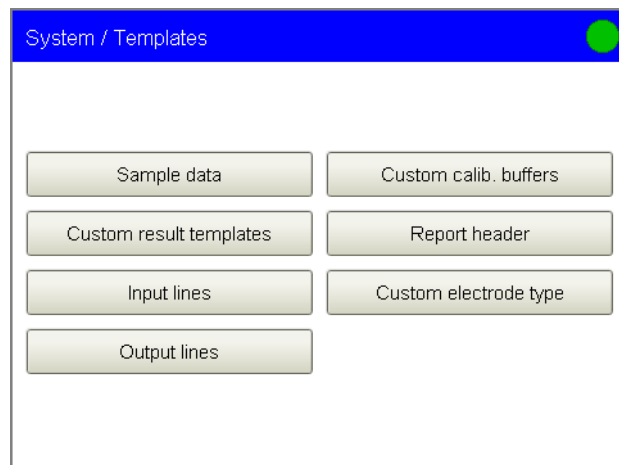 System / Templates
Sample data
Custom calib. buffers
Custom result templates
Report header
Input lines
Custom electrode type
Output lines